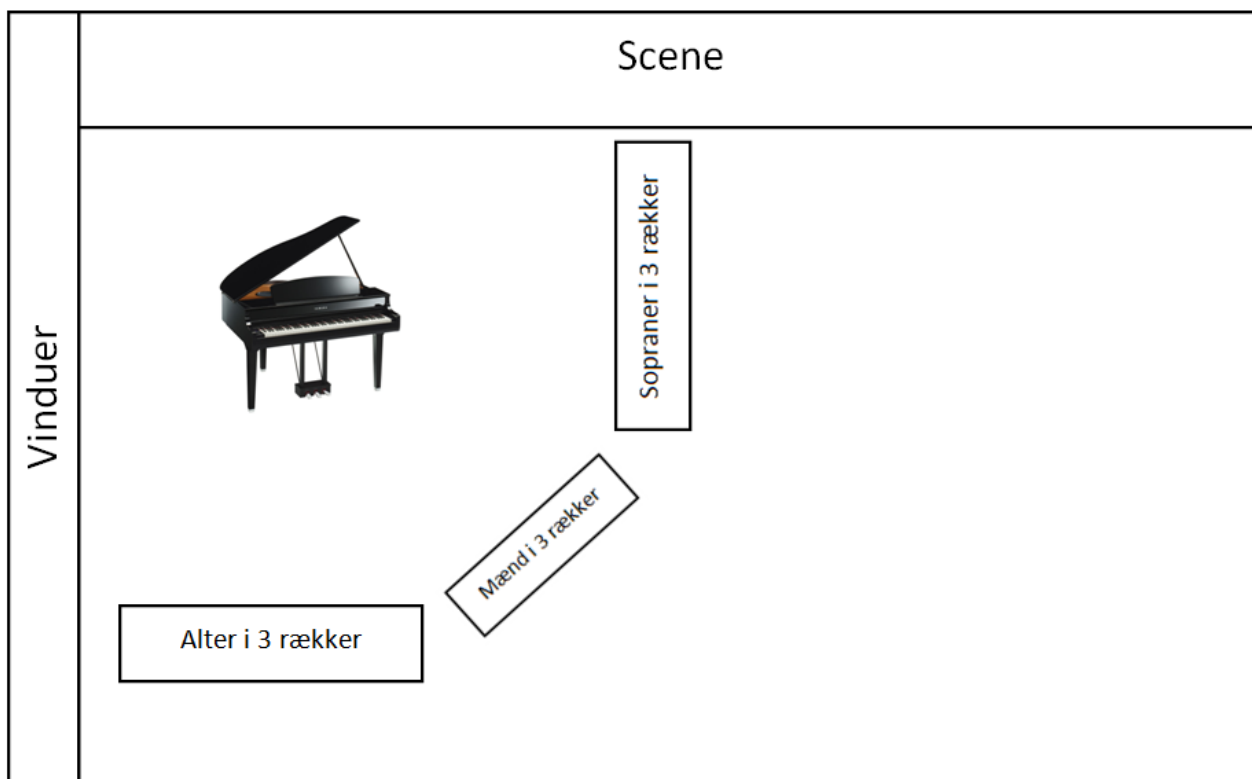 Scene
Vinduer
Sopraner i 3 rækker
Mænd i 3 rækker
Alter i 3 rækker